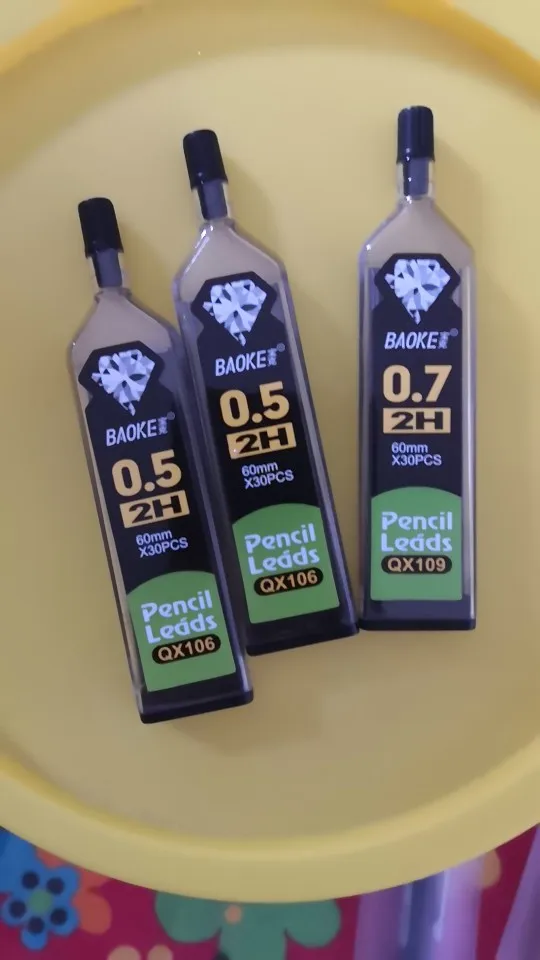 BAOKE
0.5
2H
60mm
X30PCS
Pencil
Leads
QX106
BAOKE
0.5
2H
60mm
X30PCS
Pencil
Leads
QX106
BAOKE
0.7
2H
60mm
X30PCS
Pencil
Leads
QX109